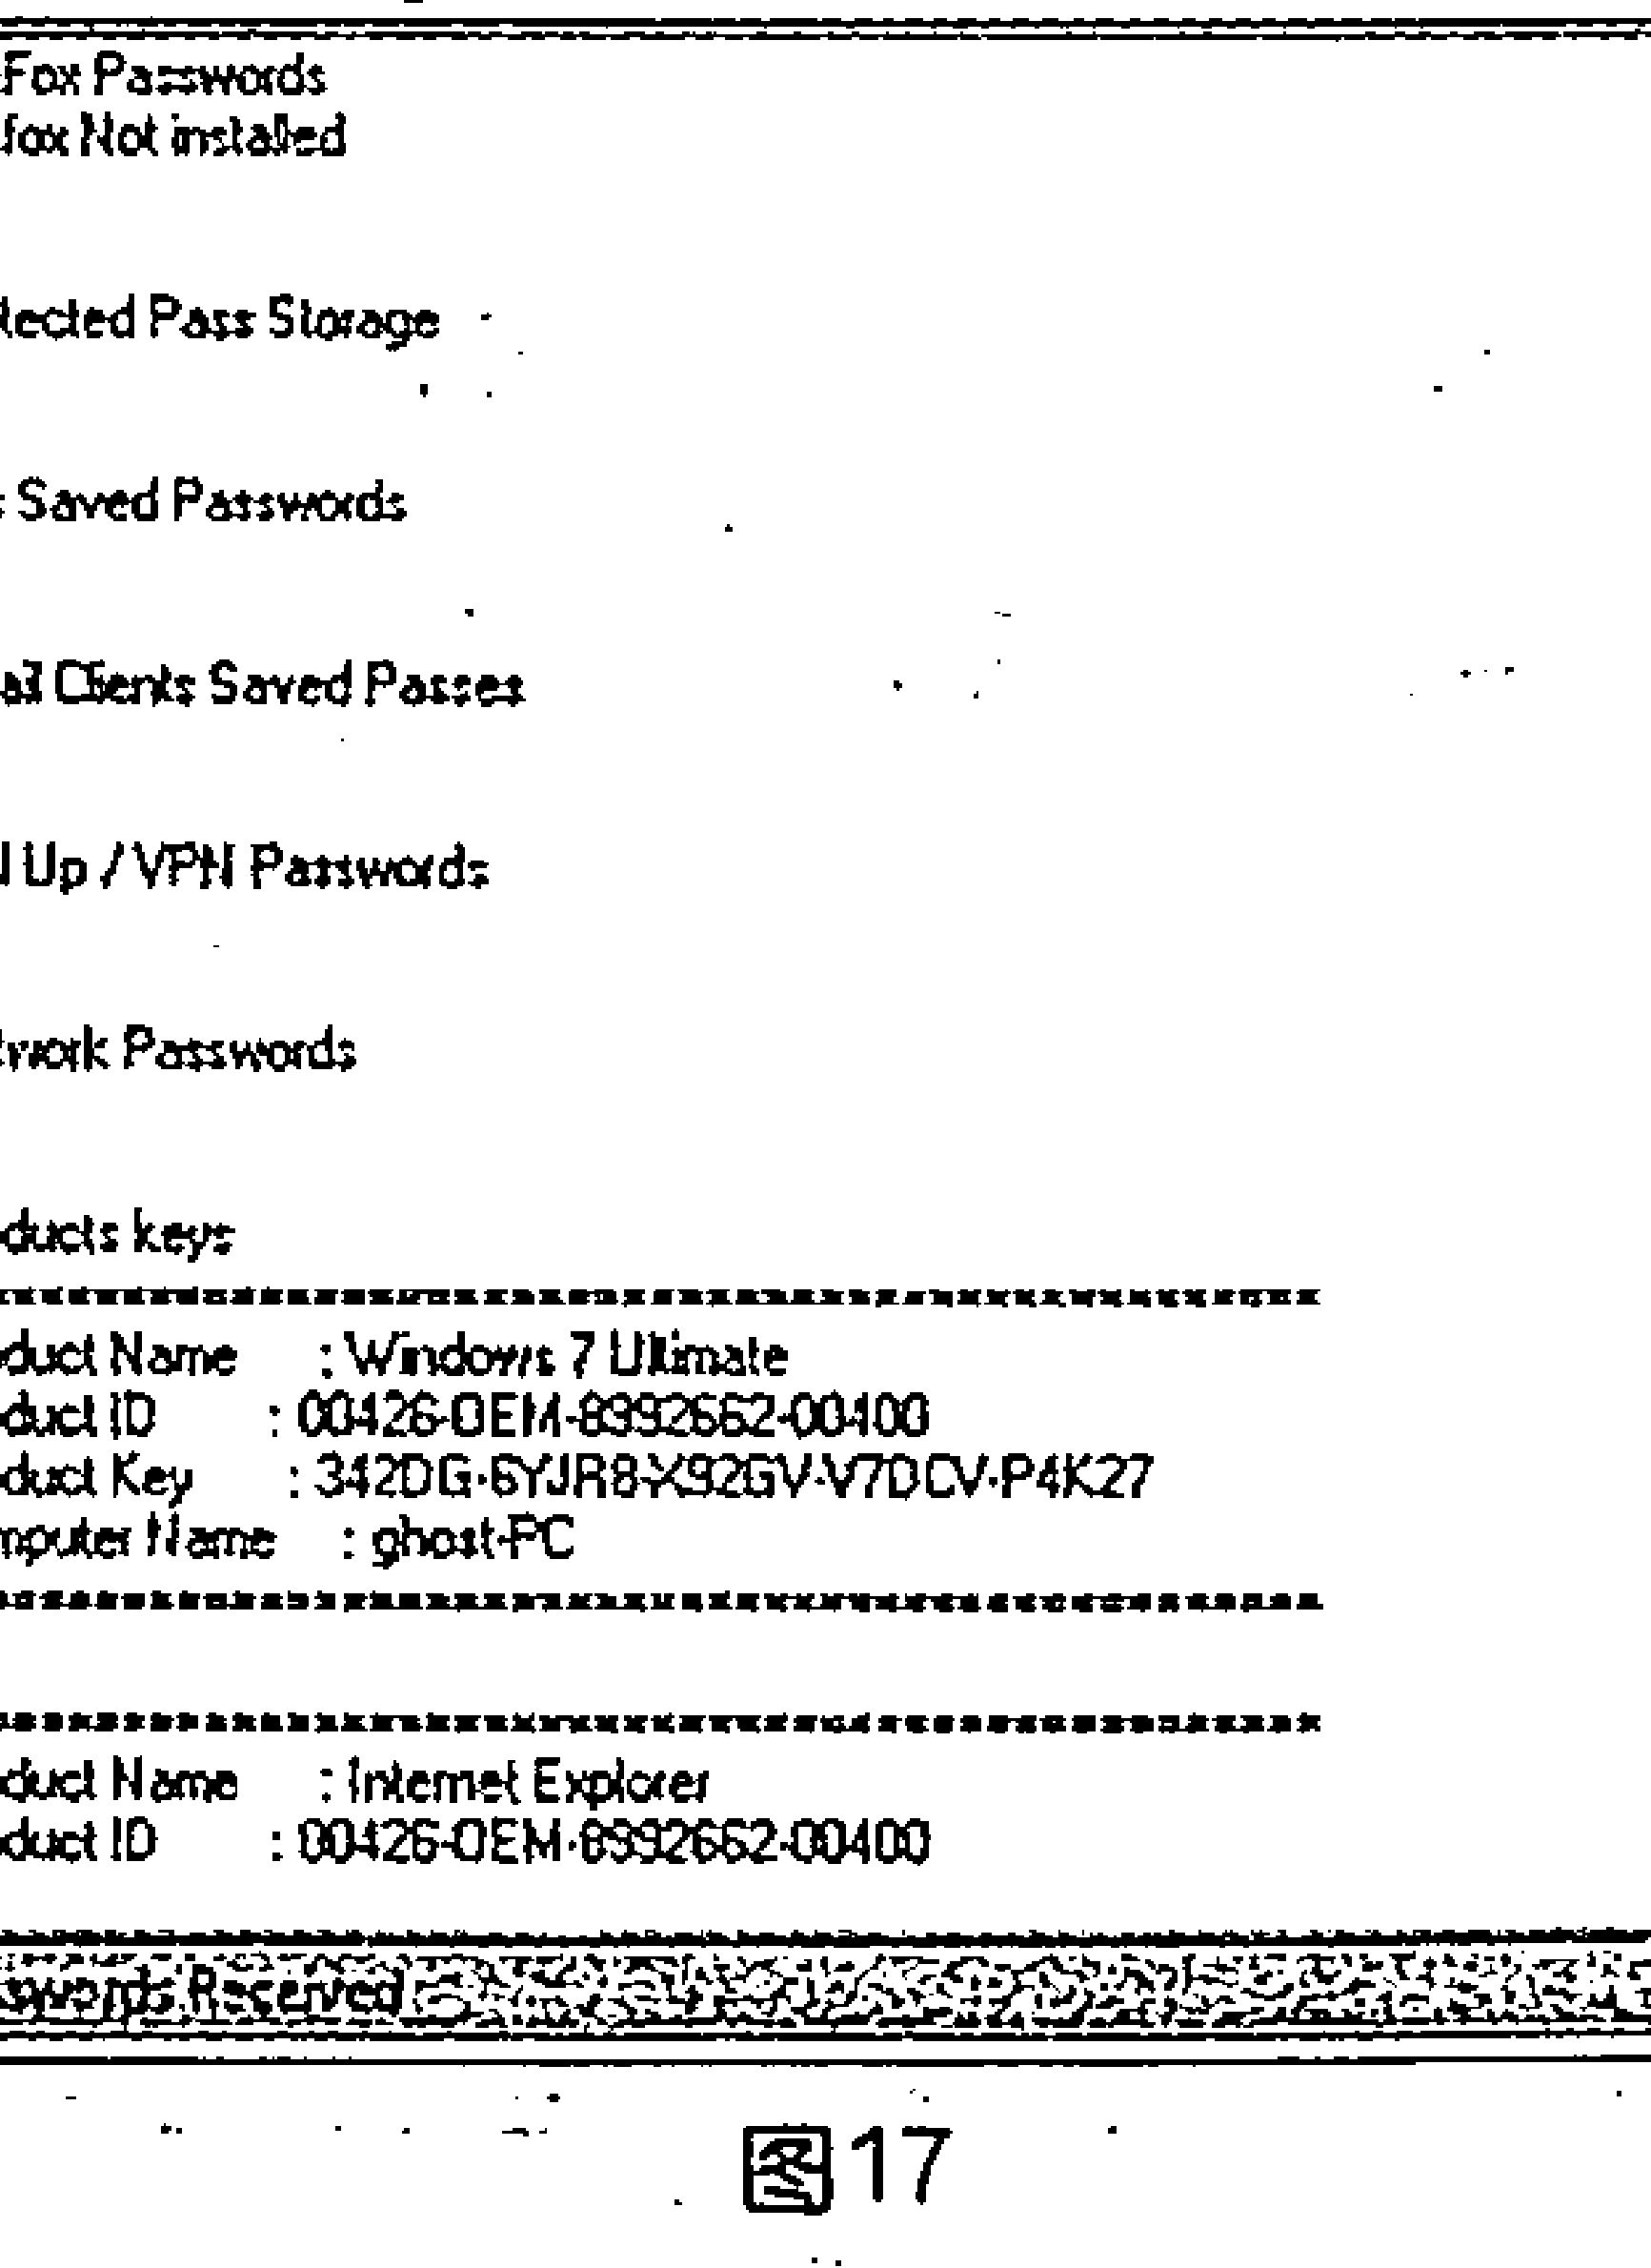 Fox Passwords
fox Not installed
tected Pass Storage
s Saved Passwords
ail Clients Saved Passes
l Up / VPN Passwords
twork Passwords
ducts keys
duct Name : Windows 7 Ultimate
duct ID : 00426-OEM-8992662-00400
duct Key : 342DG-6YJR8-X92GV-V7DCV-P4K27
mputer Name : ghost-PC
duct Name : Internet Explorer
duct ID : 00426-OEM-8992662-00400
swords Received
图17